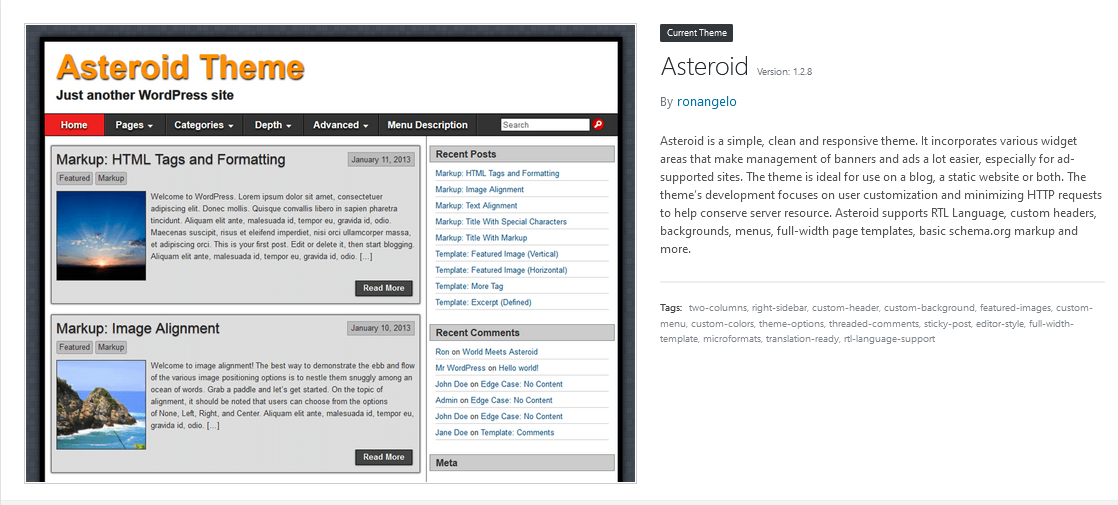 Asteroid Theme
Just another WordPress site
Home Pages Categories Depth Advanced Menu Description Search
Markup: HTML Tags and Formatting
January 11, 2013
Featured Markup
Welcome to WordPress. Lorem ipsum dolor sit amet, consectetuer
adipiscing elit. Donec mollis. Quisque convallis libero in sapien pharetra
tincidunt. Aliquam elit ante, malesuada id, tempor eu, gravida id, odio.
Maecenas suscipit, risus et eleifend imperdiet, nisi orci ullamcorper massa,
et adipiscing orci. This is your first post. Edit or delete it, then start blogging.
Aliquam elit ante, malesuada id, tempor eu, gravida id, odio. [...]
Read More
Markup: Image Alignment
January 10, 2013
Featured Markup
Welcome to image alignment! The best way to demonstrate the ebb and flow
of the various image positioning options is to nestle them snuggly among an
ocean of words. Grab a paddle and let's get started. On the topic of
alignment, it should be noted that users can choose from the options
of None, Left, Right, and Center. Aliquam elit ante, malesuada id, tempor eu,
gravida id, odio. [...]
Read More
Recent Posts
Markup: HTML Tags and Formatting
Markup: Image Alignment
Markup: Text Alignment
Markup: Title With Special Characters
Markup: Title With Markup
Template: Featured Image (Vertical)
Template: Featured Image (Horizontal)
Template: More Tag
Template: Excerpt (Defined)
Recent Comments
Ron on World Meets Asteroid
Mr WordPress on Hello world!
John Doe on Edge Case: No Content
Admin on Edge Case: No Content
John Doe on Edge Case: No Content
Jane Doe on Template: Comments
Meta
Current Theme
Asteroid Version: 1.2.8
By ronangelo
Asteroid is a simple, clean and responsive theme. It incorporates various widget
areas that make management of banners and ads a lot easier, especially for ad-
supported sites. The theme is ideal for use on a blog, a static website or both. The
theme's development focuses on user customization and minimizing HTTP requests
to help conserve server resource. Asteroid supports RTL Language, custom headers,
backgrounds, menus, full-width page templates, basic schema.org markup and
more.
Tags: two-columns, right-sidebar, custom-header, custom-background, featured-images, custom-
menu, custom-colors, theme-options, threaded-comments, sticky-post, editor-style, full-width-
template, microformats, translation-ready, rtl-language-support